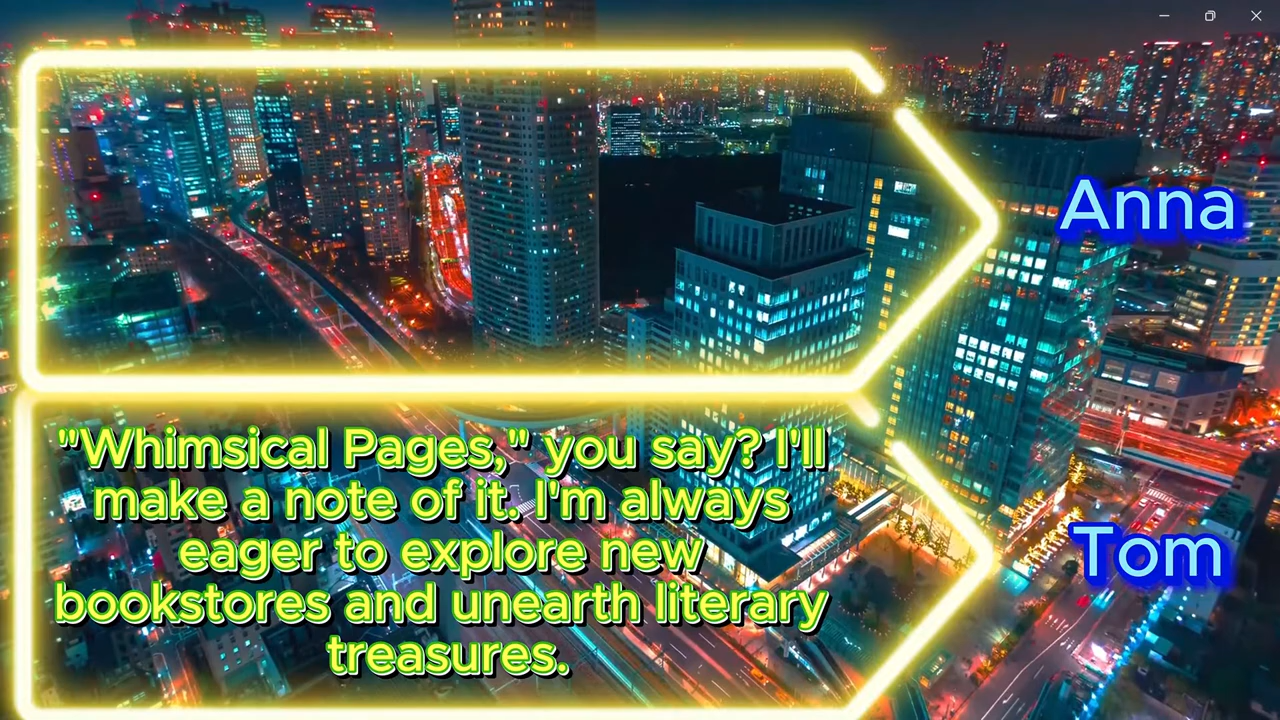 Anna
"Whimsical Pages," you say? I'll
make a note of it. I'm always
eager to explore new
bookstores and unearth literary
treasures.
Tom